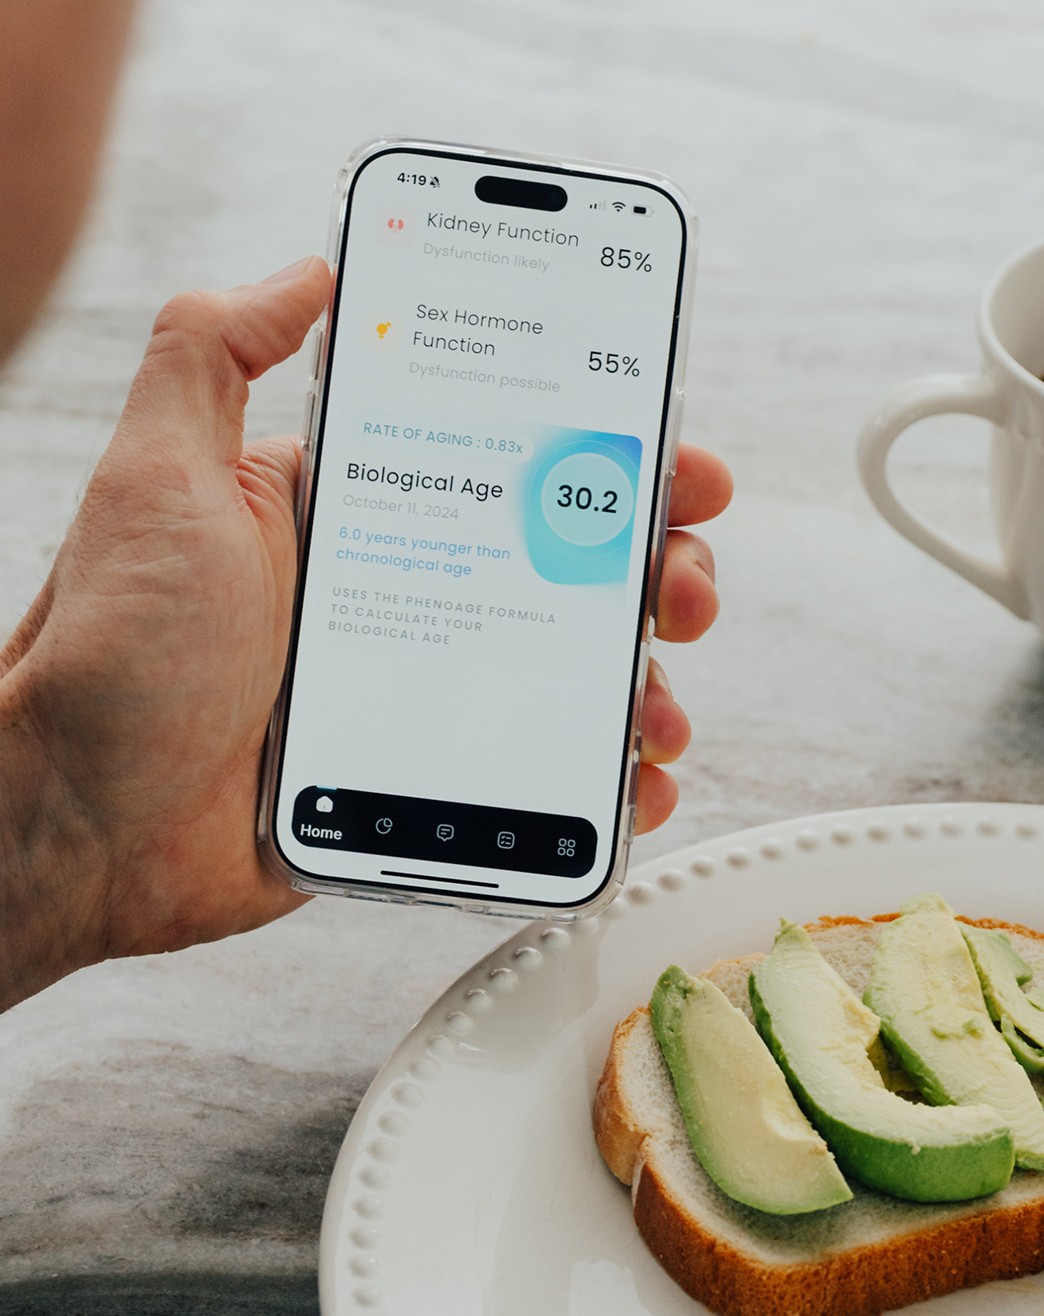 4:19
Kidney Function
Dysfunction likely
85%
Sex Hormone
Function
Dysfunction possible
55%
RATE OF AGING : 0.83x
Biological Age
October 11, 2024
30.2
6.0 years younger than
chronological age
USES THE PHENOAGE FORMULA
TO CALCULATE YOUR
BIOLOGICAL AGE
Home